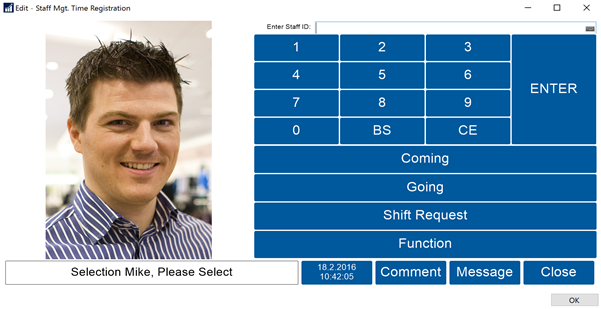 Edit - Staff Mgt. Time Registration
Enter Staff ID:
1 2 3
4 5 6 ENTER
7 8 9
0 BS CE
Coming
Going
Shift Request
Function
Selection Mike, Please Select
18.2.2016
10:42:05
Comment Message Close
OK